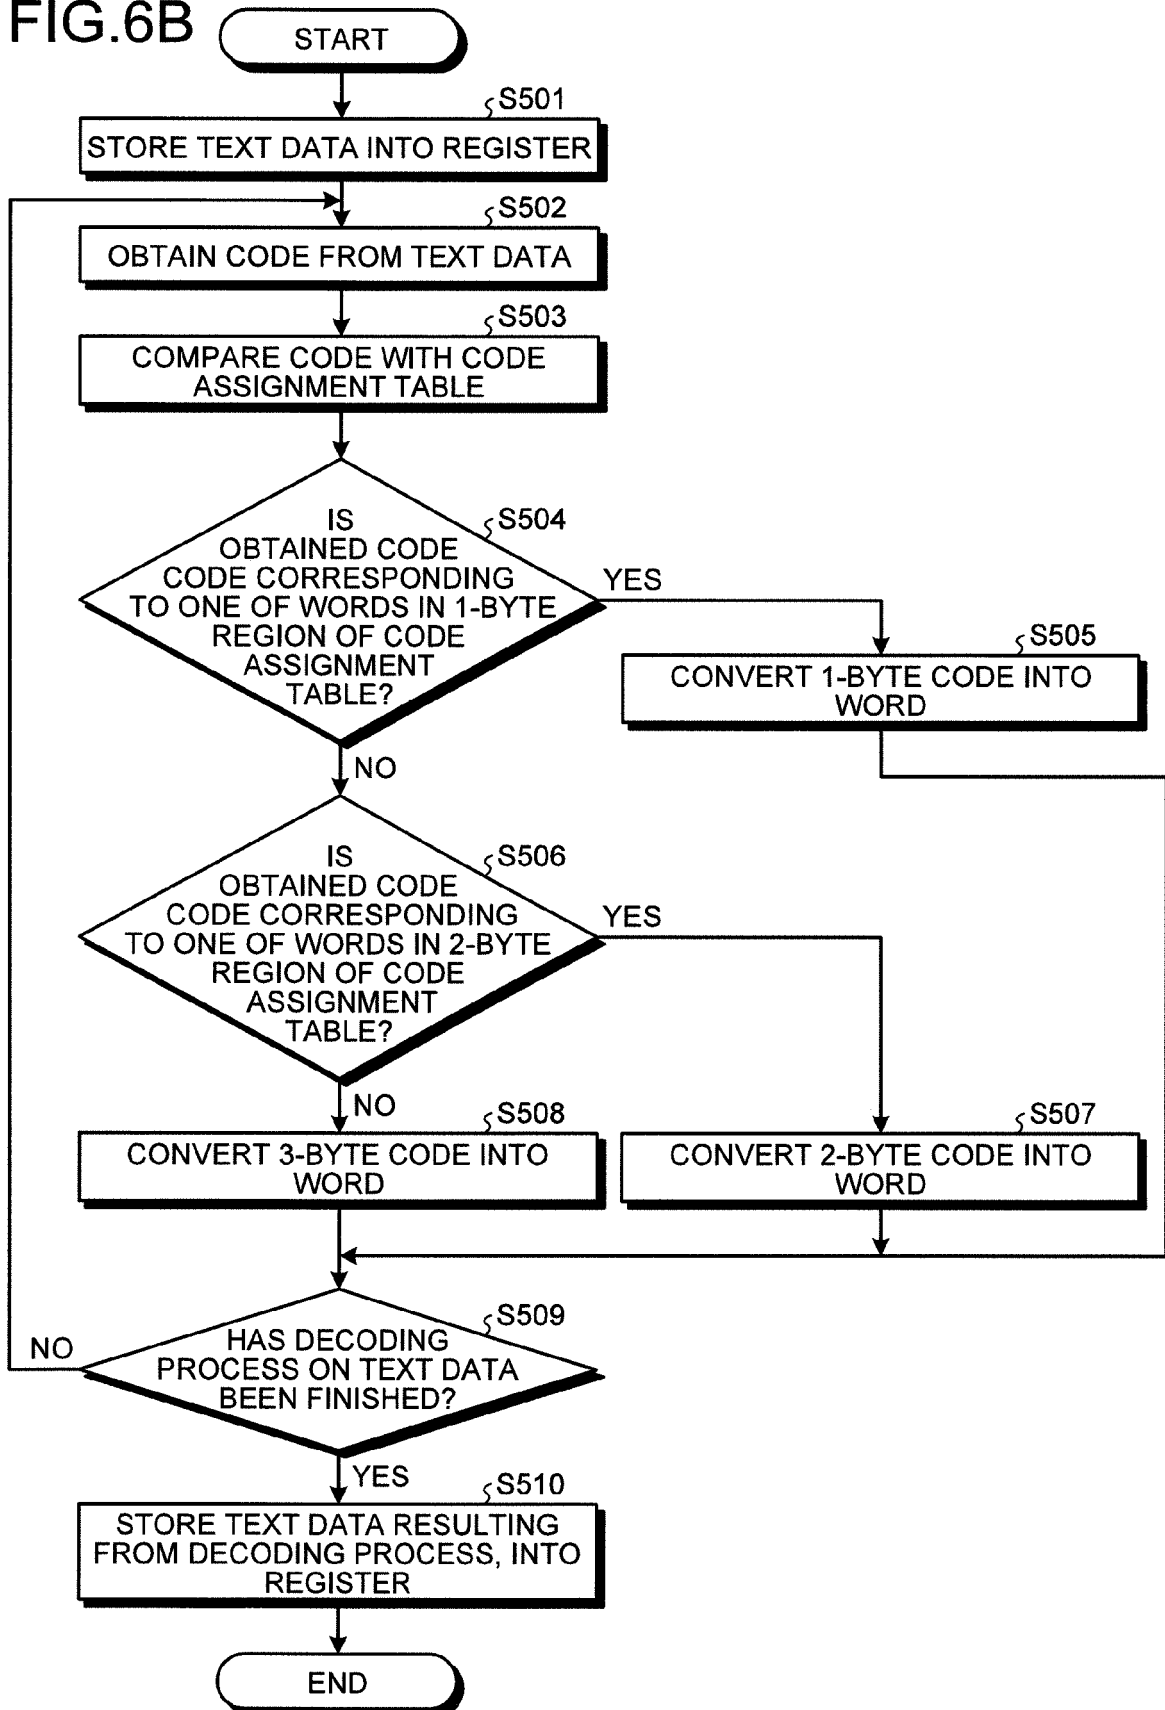 FIG.6B
START
S501
STORE TEXT DATA INTO REGISTER
S502
OBTAIN CODE FROM TEXT DATA
S503
COMPARE CODE WITH CODE
ASSIGNMENT TABLE
S504
IS
OBTAINED CODE
CODE CORRESPONDING
TO ONE OF WORDS IN 1-BYTE
REGION OF CODE
ASSIGNMENT
TABLE?
YES
S505
CONVERT 1-BYTE CODE INTO
WORD
NO
S506
IS
OBTAINED CODE
CODE CORRESPONDING
TO ONE OF WORDS IN 2-BYTE
REGION OF CODE
ASSIGNMENT
TABLE?
YES
NO
S508
CONVERT 3-BYTE CODE INTO
WORD
S507
CONVERT 2-BYTE CODE INTO
WORD
S509
HAS DECODING
PROCESS ON TEXT DATA
BEEN FINISHED?
NO
YES
S510
STORE TEXT DATA RESULTING
FROM DECODING PROCESS, INTO
REGISTER
END